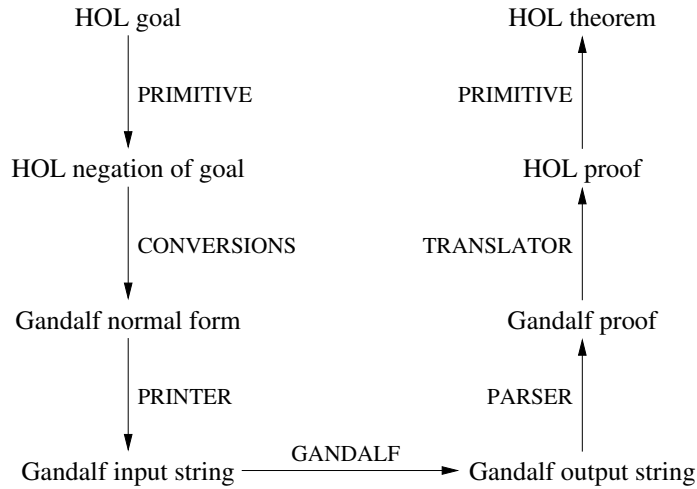 HOL goal
HOL theorem
PRIMITIVE
PRIMITIVE
HOL negation of goal
HOL proof
CONVERSIONS
TRANSLATOR
Gandalf normal form
Gandalf proof
PRINTER
PARSER
GANDALF
Gandalf input string
Gandalf output string